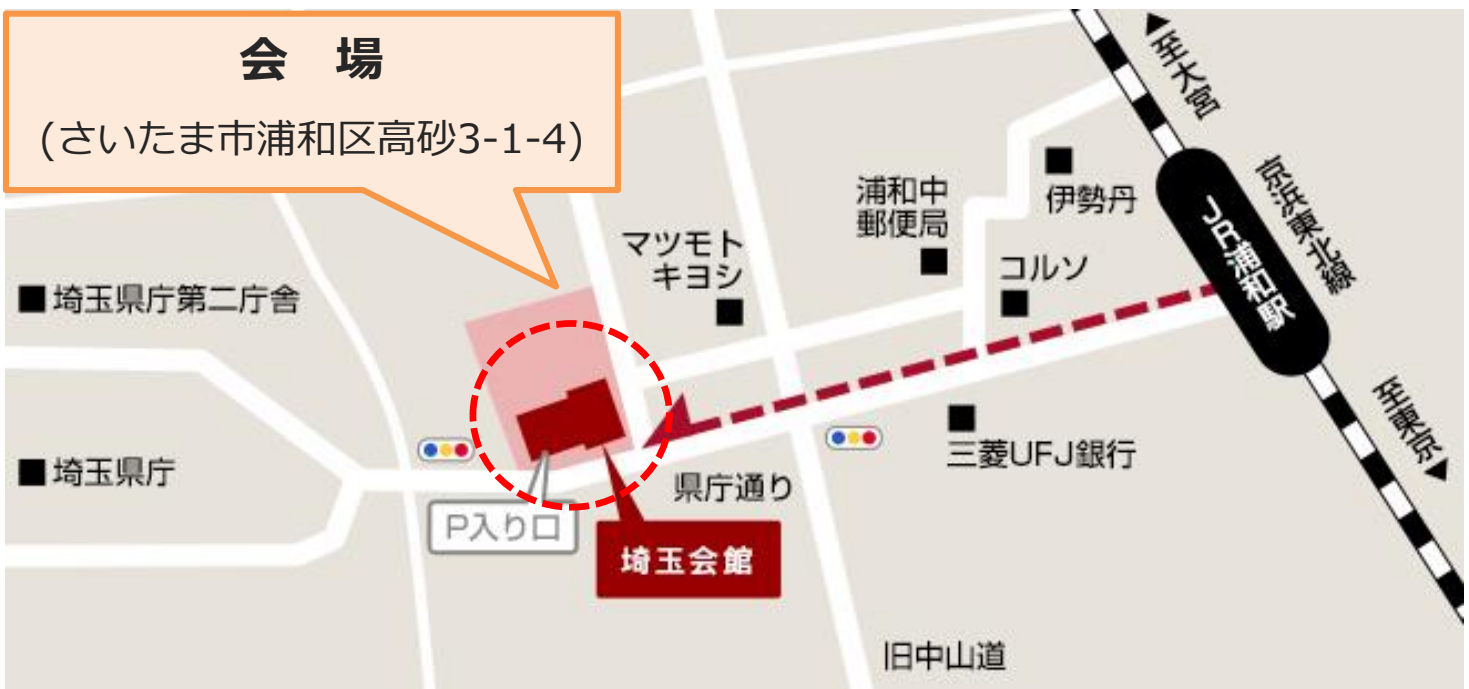 会　場
(さいたま市浦和区高砂3-1-4)
▲至大宮
京浜東北線
JR浦和駅
至東京▼
伊勢丹
浦和中
郵便局
コルソ
マツモト
キヨシ
■埼玉県庁第二庁舎
■埼玉県庁
三菱UFJ銀行
県庁通り
P入り口
埼玉会館
旧中山道